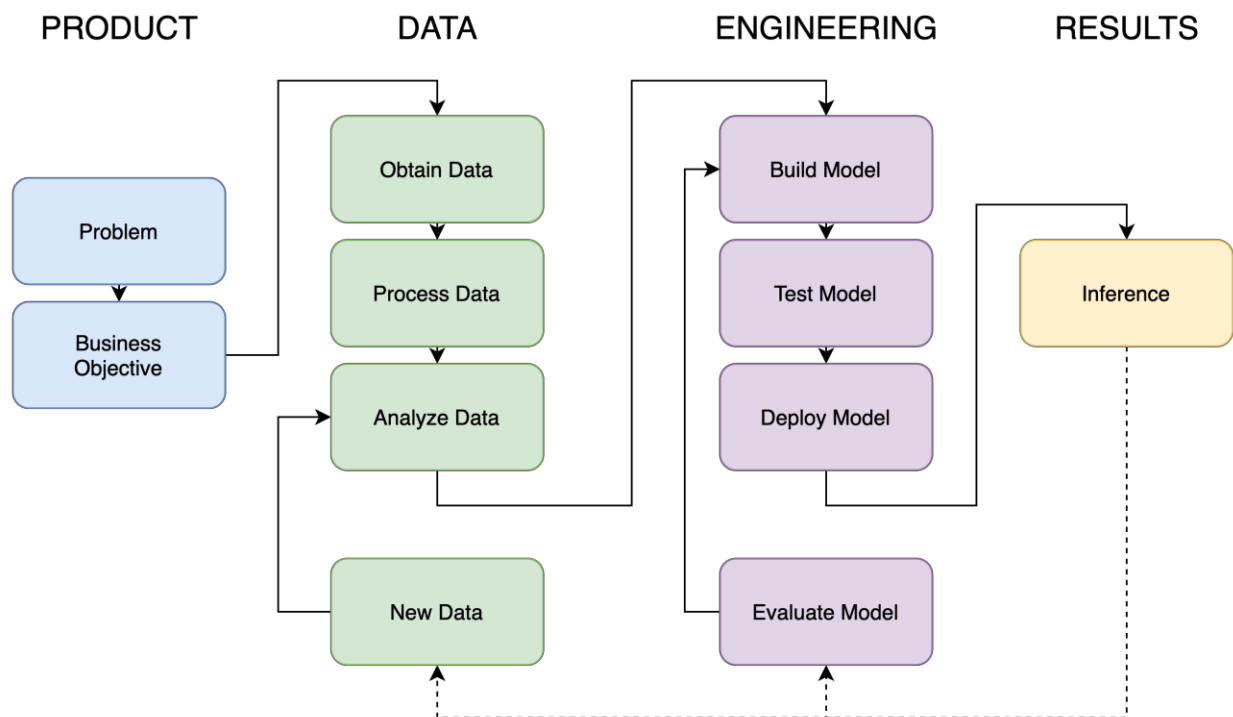 PRODUCT
DATA
ENGINEERING
RESULTS
Problem
Business
Objective
Obtain Data
Process Data
Analyze Data
New Data
Build Model
Test Model
Deploy Model
Evaluate Model
Inference